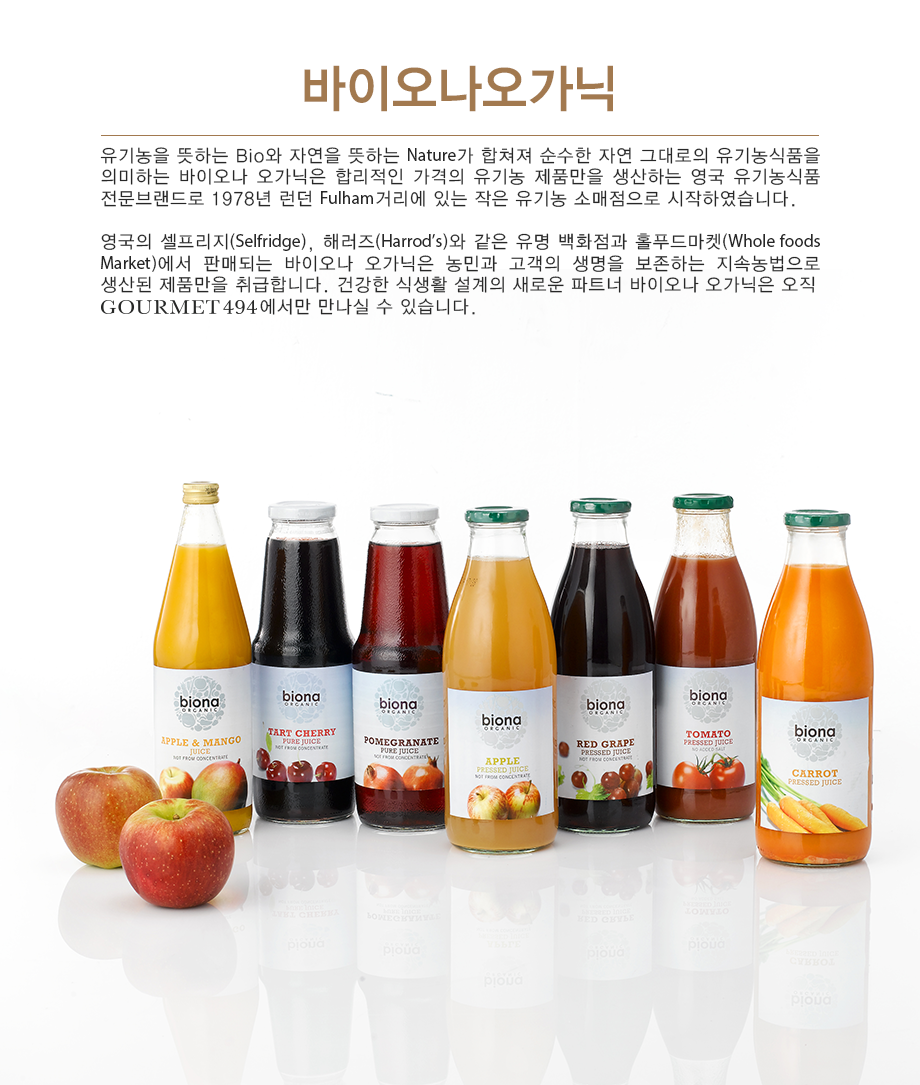 바이오나오가닉
유기농을 뜻하는 Bio와 자연을 뜻하는 Nature가 합쳐져 순수한 자연 그대로의 유기농식품을
의미하는 바이오나 오가닉은 합리적인 가격의 유기농 제품만을 생산하는 영국 유기농식품
전문브랜드로 1978년 런던 Fulham거리에 있는 작은 유기농 소매점으로 시작하였습니다.
영국의 셀프리지(Selfridge), 해러즈(Harrod's)와 같은 유명 백화점과 홀푸드마켓(Whole foods
Market)에서 판매되는 바이오나 오가닉은 농민과 고객의 생명을 보존하는 지속농법으로
생산된 제품만을 취급합니다. 건강한 식생활 설계의 새로운 파트너 바이오나 오가닉은 오직
GOURMET 494에서만 만나실 수 있습니다.
biona
ORGANIC
APPLE & MANGO
JUICE
NOT FROM CONCENTRATE
biona
ORGANIC
TART CHERRY
PURE JUICE
NOT FROM CONCENTRATE
biona
ORGANIC
POMEGRANATE
PURE JUICE
NOT FROM CONCENTRATE
biona
ORGANIC
APPLE
PRESSED JUICE
NOT FROM CONCENTRATE
biona
ORGANIC
RED GRAPE
PRESSED JUICE
NOT FROM CONCENTRATE
biona
ORGANIC
TOMATO
PRESSED JUICE
NO ADDED SALT
biona
ORGANIC
CARROT
PRESSED JUICE